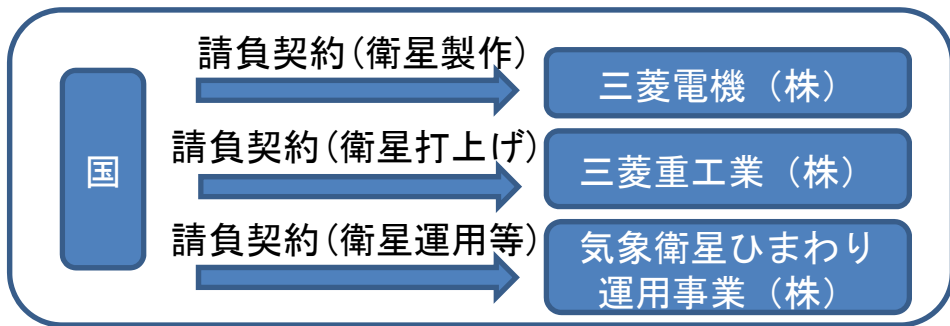 請負契約（衛星製作）
三菱電機（株）
国
請負契約（衛星打上げ）
三菱重工業（株）
請負契約（衛星運用等）
気象衛星ひまわり
運用事業（株）